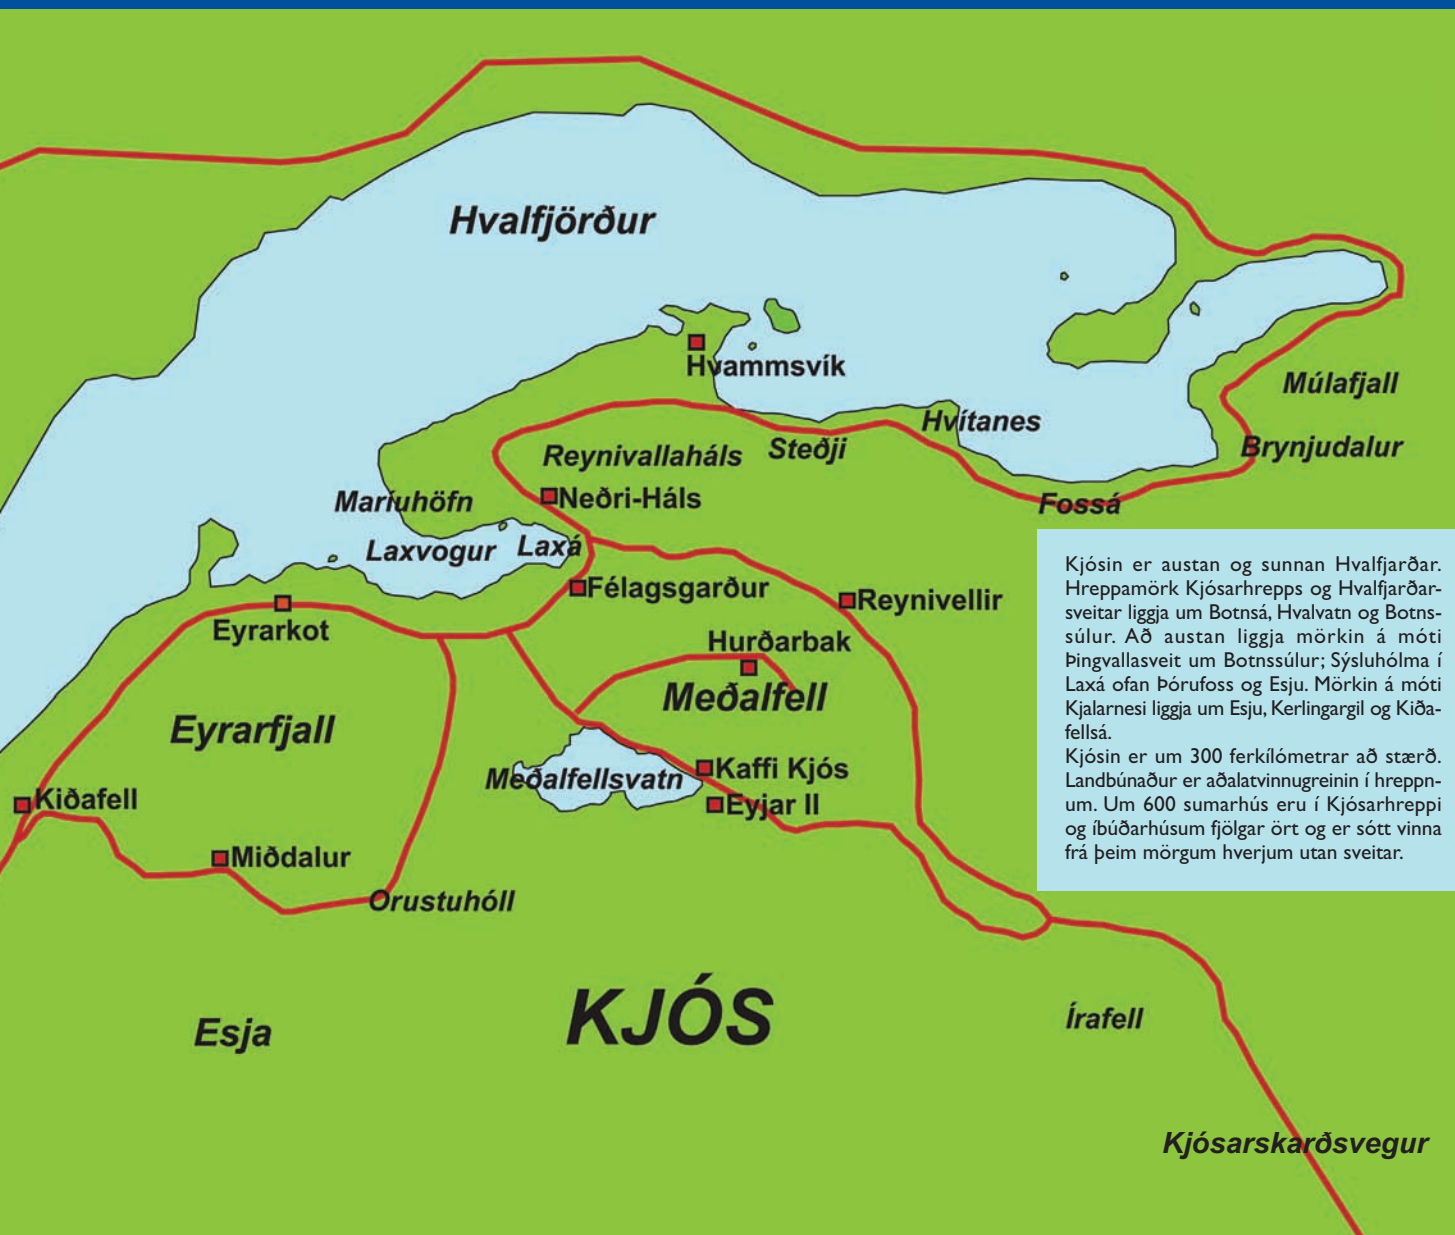 Hvalfjörður
Hvammsvík
Múlafjall
Hvítanes
Steðji
Brynjudalur
Reynivallaháls
Neðri-Háls
Maríuhöfn
Fossá
Laxvogur
Laxá
Félagsgarður
Reynivellir
Eyrarkot
Hurðarbak
Meðalfell
Eyrarfjall
Meðalfellsvatn
Kaffi Kjós
Kiðafell
Eyjar II
Miðdalur
Orustuhóll
Kjósin er austan og sunnan Hvalfjarðar.
Hreppamörk Kjósarhrepps og Hvalfjarðar-
sveitar liggja um Botnsá, Hvalvatn og Botns-
súlur. Að austan liggja mörkin á móti
Þingvallasveit um Botnssúlur; Sýsluhólma í
Laxá ofan Þórufoss og Esju. Mörkin á móti
Kjalarnesi liggja um Esju, Kerlingargil og Kiða-
fellsá.
Kjósin er um 300 ferkílómetrar að stærð.
Landbúnaður er aðalatvinnugreinin í hreppn-
um. Um 600 sumarhús eru í Kjósarhreppi
og íbúðarhúsum fjölgar ört og er sótt vinna
frá þeim mörgum hverjum utan sveitar.
KJÓS
Esja
Írafell
Kjósarskarðsvegur